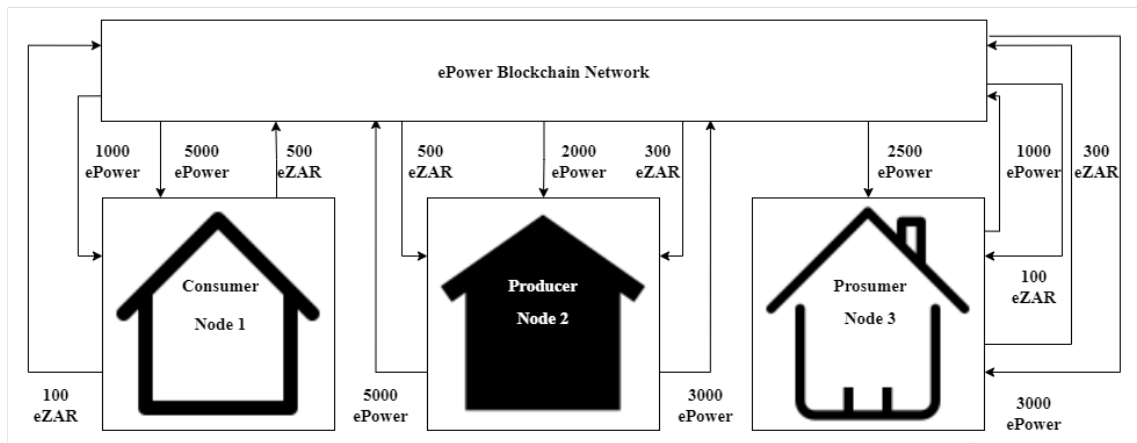 ePower Blockchain Network
1000
ePower
5000
ePower
500
eZAR
500
eZAR
2000
ePower
300
eZAR
2500
ePower
1000
ePower
300
eZAR
Consumer
Node 1
Producer
Node 2
Prosumer
Node 3
100
eZAR
100
eZAR
5000
ePower
3000
ePower
3000
ePower